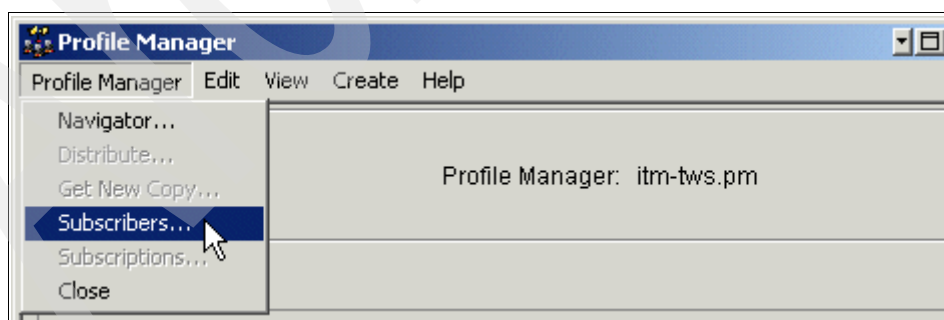 Profile Manager
Profile Manager Edit View Create Help
Navigator...
Distribute...
Get New Copy...
Subscribers...
Subscriptions...
Close
Profile Manager: itm-tws.pm